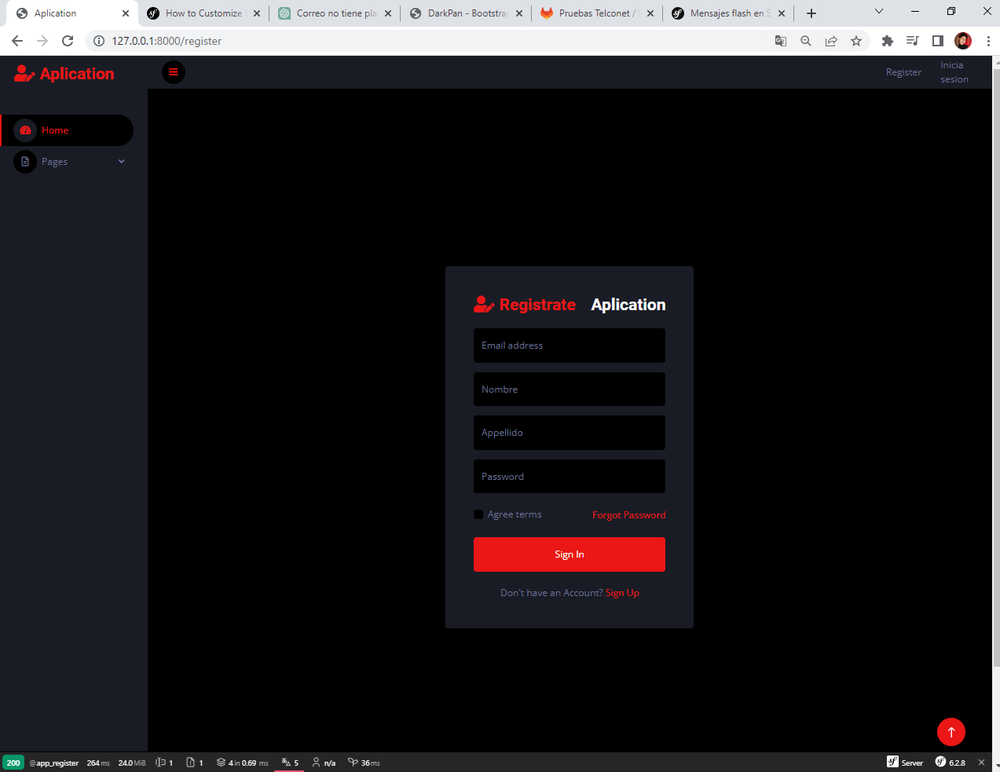 Aplication
How to Customize
Correo no tiene pla
DarkPan - Bootstrap
Pruebas Telconet /
Mensajes flash en S
127.0.0.1:8000/register
Aplication
Register
Inicia
sesion
Home
Pages
Registrate Aplication
Email address
Nombre
Appellido
Password
Agree terms
Forgot Password
Sign In
Don't have an Account? Sign Up
200 @app_register 264 ms 24.0 MiB 1 1 4 in 0.69 ms 5 n/a 36 ms Server 6.2.8